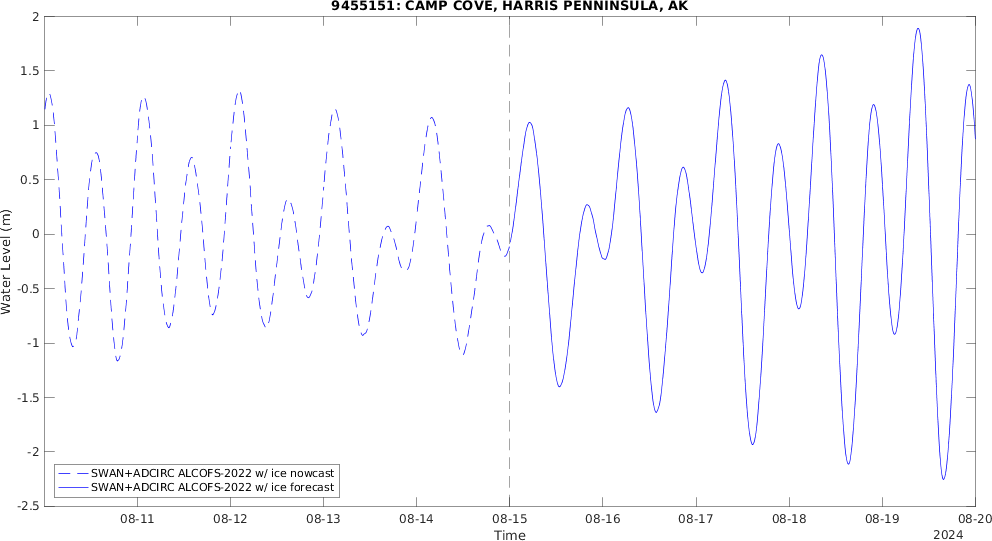 9455151: CAMP COVE, HARRIS PENNINSULA, AK
2
1.5
1
0.5
0
-0.5
-1
-1.5
-2
-2.5
Water Level (m)
SWAN+ADCIRC ALCOFS-2022 w/ ice nowcast
SWAN+ADCIRC ALCOFS-2022 w/ ice forecast
08-11 08-12 08-13 08-14 08-15 08-16 08-17 08-18 08-19 08-20
Time
2024